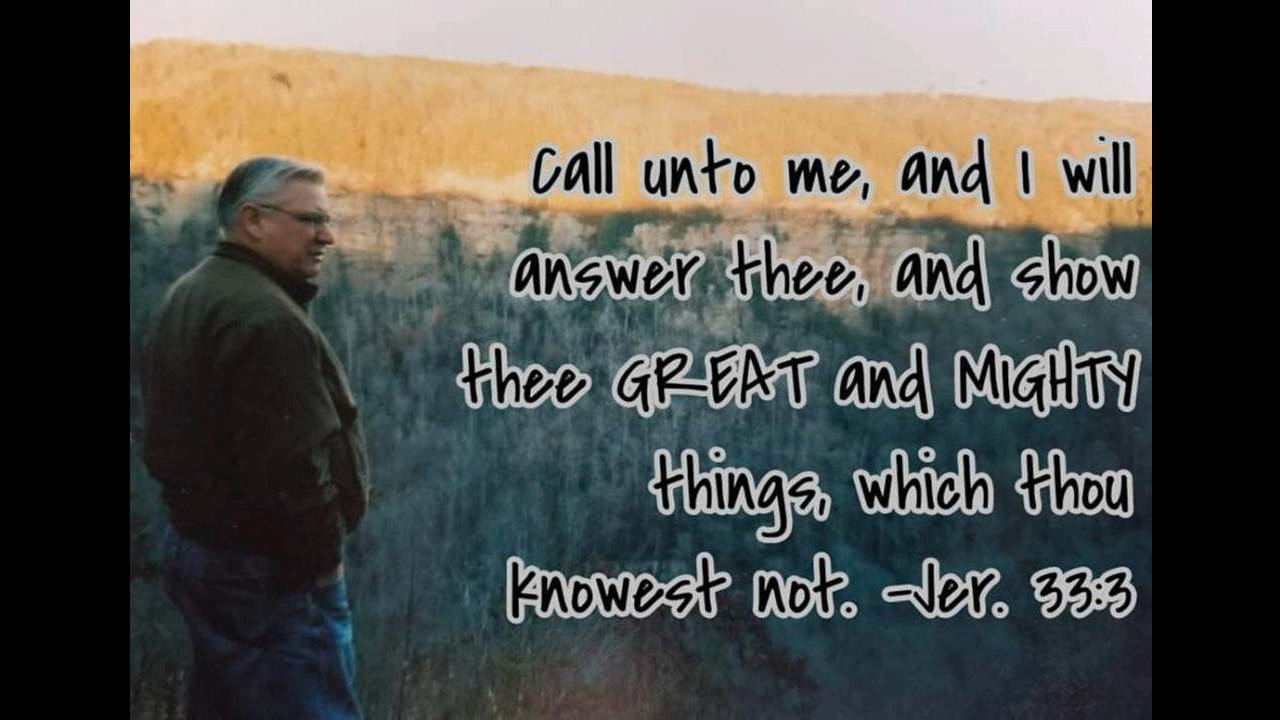 Call unto me, and I will
answer thee, and show
thee GREAT and MIGHTY
things, which thou
knowest not. -Jer. 33:3